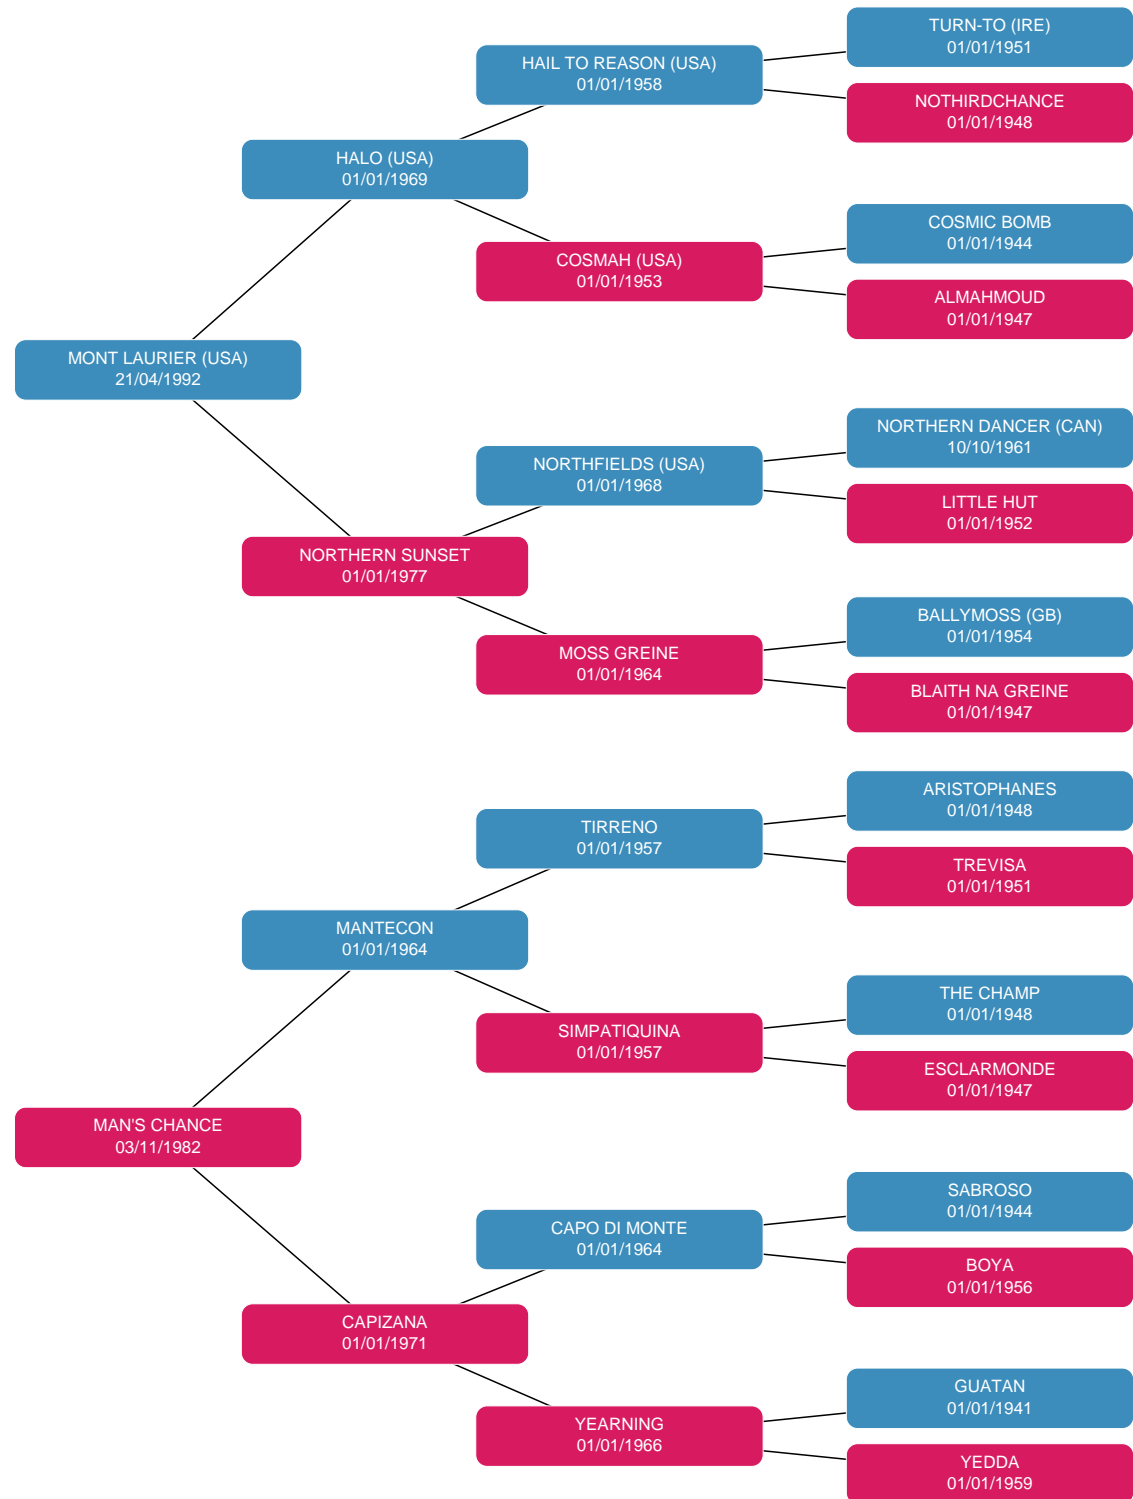 TURN-TO (IRE)
01/01/1951
HAIL TO REASON (USA)
01/01/1958
NOTHIRDCHANCE
01/01/1948
HALO (USA)
01/01/1969
COSMIC BOMB
01/01/1944
COSMAH (USA)
01/01/1953
ALMAHMOUD
01/01/1947
MONT LAURIER (USA)
21/04/1992
NORTHERN DANCER (CAN)
10/10/1961
NORTHFIELDS (USA)
01/01/1968
LITTLE HUT
01/01/1952
NORTHERN SUNSET
01/01/1977
BALLYMOSS (GB)
01/01/1954
MOSS GREINE
01/01/1964
BLAITH NA GREINE
01/01/1947
ARISTOPHANES
01/01/1948
TIRRENO
01/01/1957
TREVISA
01/01/1951
MANTECON
01/01/1964
THE CHAMP
01/01/1948
SIMPATIQUINA
01/01/1957
ESCLARMONDE
01/01/1947
MAN'S CHANCE
03/11/1982
SABROSO
01/01/1944
CAPO DI MONTE
01/01/1964
BOYA
01/01/1956
CAPIZANA
01/01/1971
GUATAN
01/01/1941
YEARNING
01/01/1966
YEDDA
01/01/1959